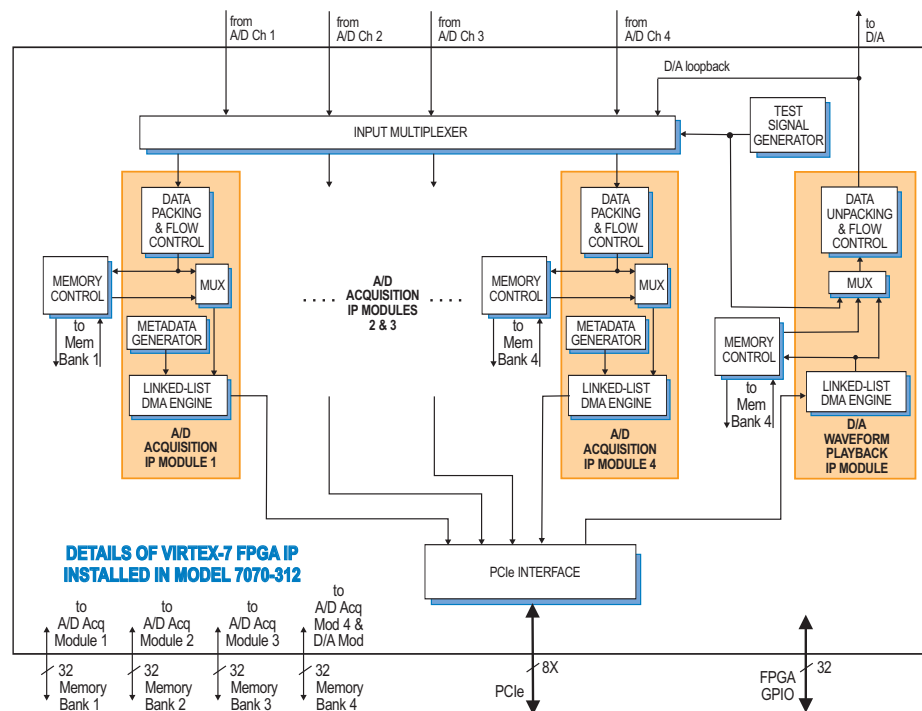 from
A/D Ch 1
from
A/D Ch 2
from
A/D Ch 3
from
A/D Ch 4
to
D/A
D/A loopback
INPUT MULTIPLEXER
TEST
SIGNAL
GENERATOR
DATA
PACKING
& FLOW
CONTROL
MEMORY
CONTROL
MUX
to
Mem
Bank 1
METADATA
GENERATOR
LINKED-LIST
DMA ENGINE
A/D
ACQUISITION
IP MODULE 1
. . . .
A/D
ACQUISITION
IP MODULES
2 & 3
. . . .
DATA
PACKING
& FLOW
CONTROL
MEMORY
CONTROL
MUX
to
Mem
Bank 4
METADATA
GENERATOR
LINKED-LIST
DMA ENGINE
A/D
ACQUISITION
IP MODULE 4
DATA
UNPACKING
& FLOW
CONTROL
MUX
MEMORY
CONTROL
to
Mem
Bank 4
LINKED-LIST
DMA ENGINE
D/A
WAVEFORM
PLAYBACK
IP MODULE
DETAILS OF VIRTEX-7 FPGA IP
INSTALLED IN MODEL 7070-312
PCIe INTERFACE
to
A/D Acq
Module 1
to
A/D Acq
Module 2
to
A/D Acq
Module 3
to
A/D Acq
Mod 4 &
D/A Mod
32
Memory
Bank 1
32
Memory
Bank 2
32
Memory
Bank 3
32
Memory
Bank 4
8X
PCIe
32
FPGA
GPIO